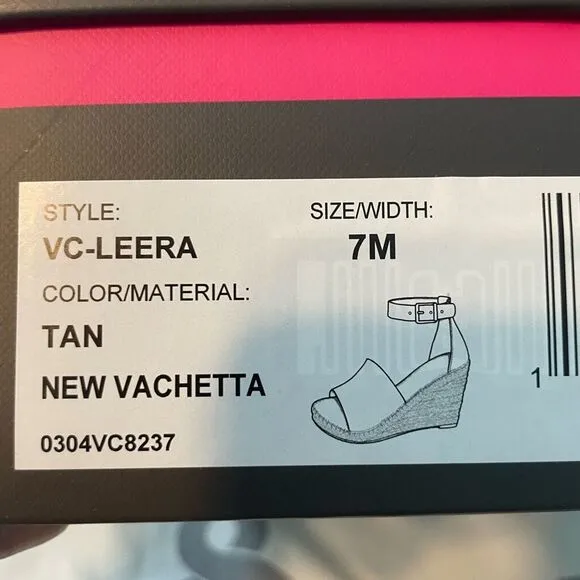 STYLE:
SIZE/WIDTH:
VC-LEERA
7M
COLOR/MATERIAL:
TAN
NEW VACHETTA
0304VC8237
1